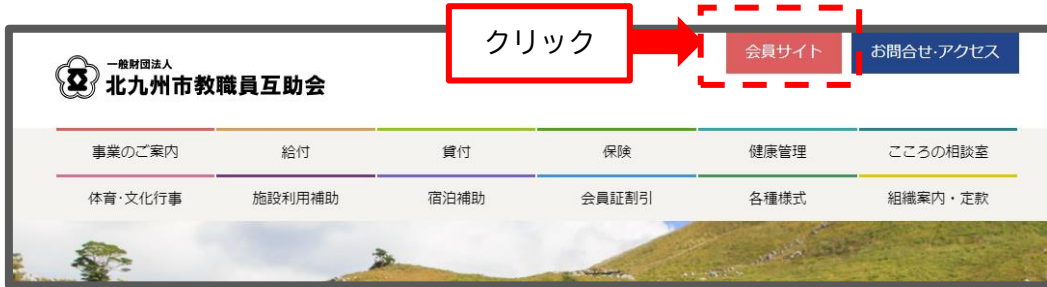 クリック
会員サイト
お問合せ·アクセス
一般財団法人
北九州市教職員互助会
事業のご案内
給付
貸付
保険
健康管理
こころの相談室
体育·文化行事
施設利用補助
宿泊補助
会員証割引
各種様式
組織案内・定款